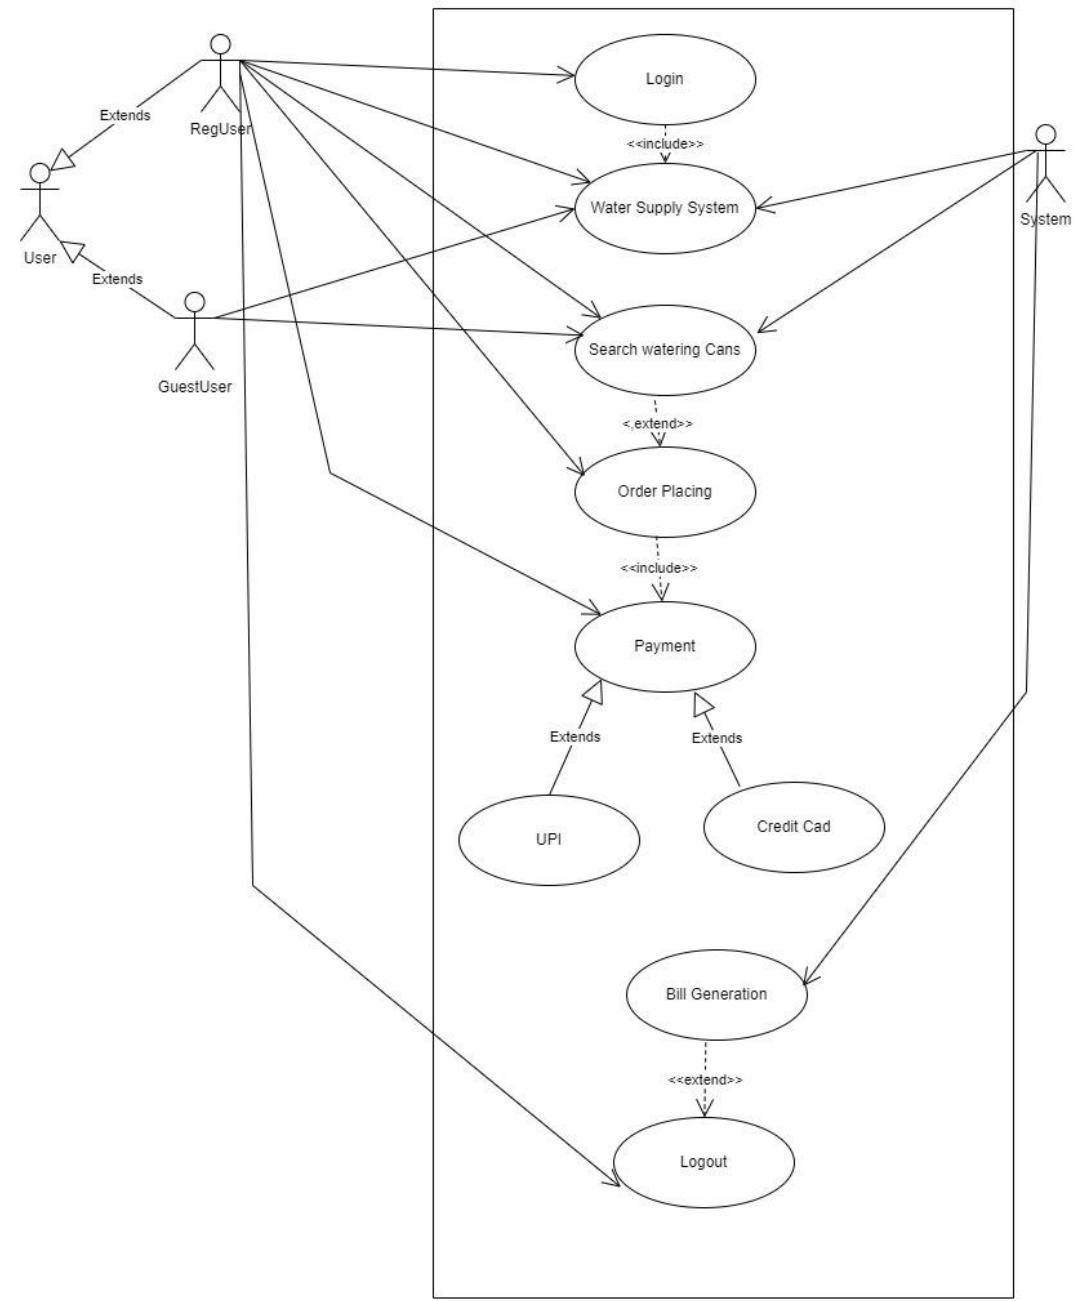 Login
Extends
RegUser
<<include>>
Water Supply System
System
User
Extends
Search watering Cans
GuestUser
<,extend>>
Order Placing
<<include>>
Payment
Extends
Extends
UPI
Credit Cad
Bill Generation
<<extend>>
Logout